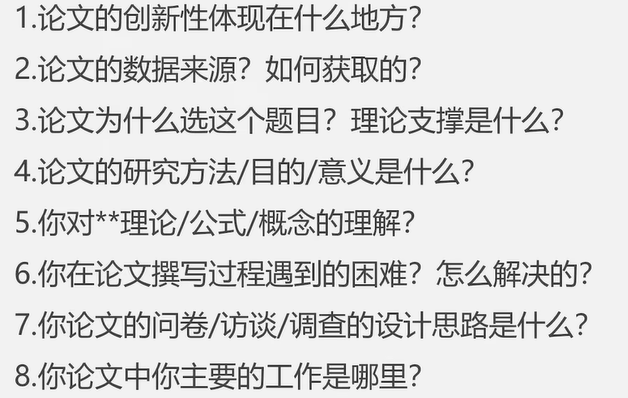 1.论文的创新性体现在什么地方？
2.论文的数据来源？如何获取的？
3.论文为什么选这个题目？理论支撑是什么？
4.论文的研究方法/目的/意义是什么？
5.你对**理论/公式/概念的理解？
6.你在论文撰写过程遇到的困难？怎么解决的？
7.你论文的问卷/访谈/调查的设计思路是什么？
8.你论文中你主要的工作是哪里？